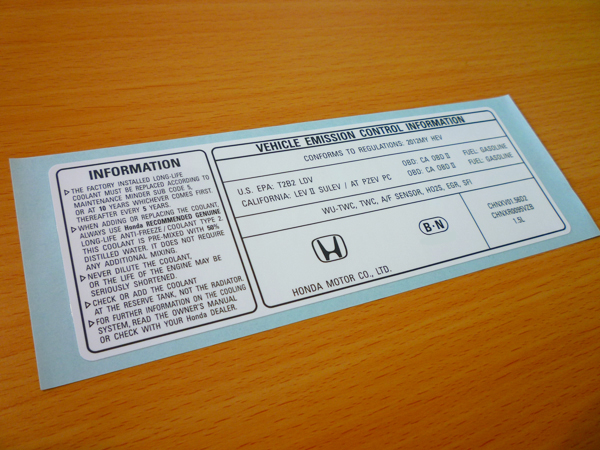 INFORMATION
▷THE FACTORY INSTALLED LONG-LIFE
COOLANT MUST BE REPLACED ACCORDING TO
MAINTENANCE MINDER SUB CODE 5,
OR AT 10 YEARS WHICHEVER COMES FIRST.
THEREAFTER EVERY 5 YEARS.
▷WHEN ADDING OR REPLACING THE COOLANT,
ALWAYS USE Honda RECOMMENDED GENUINE
LONG-LIFE ANTI-FREEZE / COOLANT TYPE 2.
THIS COOLANT IS PRE-MIXED WITH 50%
DISTILLED WATER. IT DOES NOT REQUIRE
ANY ADDITIONAL MIXING.
▷NEVER DILUTE THE COOLANT,
OR THE LIFE OF THE ENGINE MAY BE
SERIOUSLY SHORTENED.
▷CHECK OR ADD THE COOLANT
AT THE RESERVE TANK, NOT THE RADIATOR.
▷FOR FURTHER INFORMATION ON THE COOLING
SYSTEM, READ THE OWNER'S MANUAL
OR CHECK WITH YOUR Honda DEALER.
VEHICLE EMISSION CONTROL INFORMATION
CONFORMS TO REGULATIONS: 2012MY HEV
U.S. EPA: T2B2 LDV OBD: CA OBD II FUEL: GASOLINE
CALIFORNIA: LEV II SULEV / AT PZEV PC OBD: CA OBD II FUEL: GASOLINE
WU-TWC, TWC, A/F SENSOR, HO2S, EGR, SFI
HONDA MOTOR CO., LTD.
B·N
1.5L